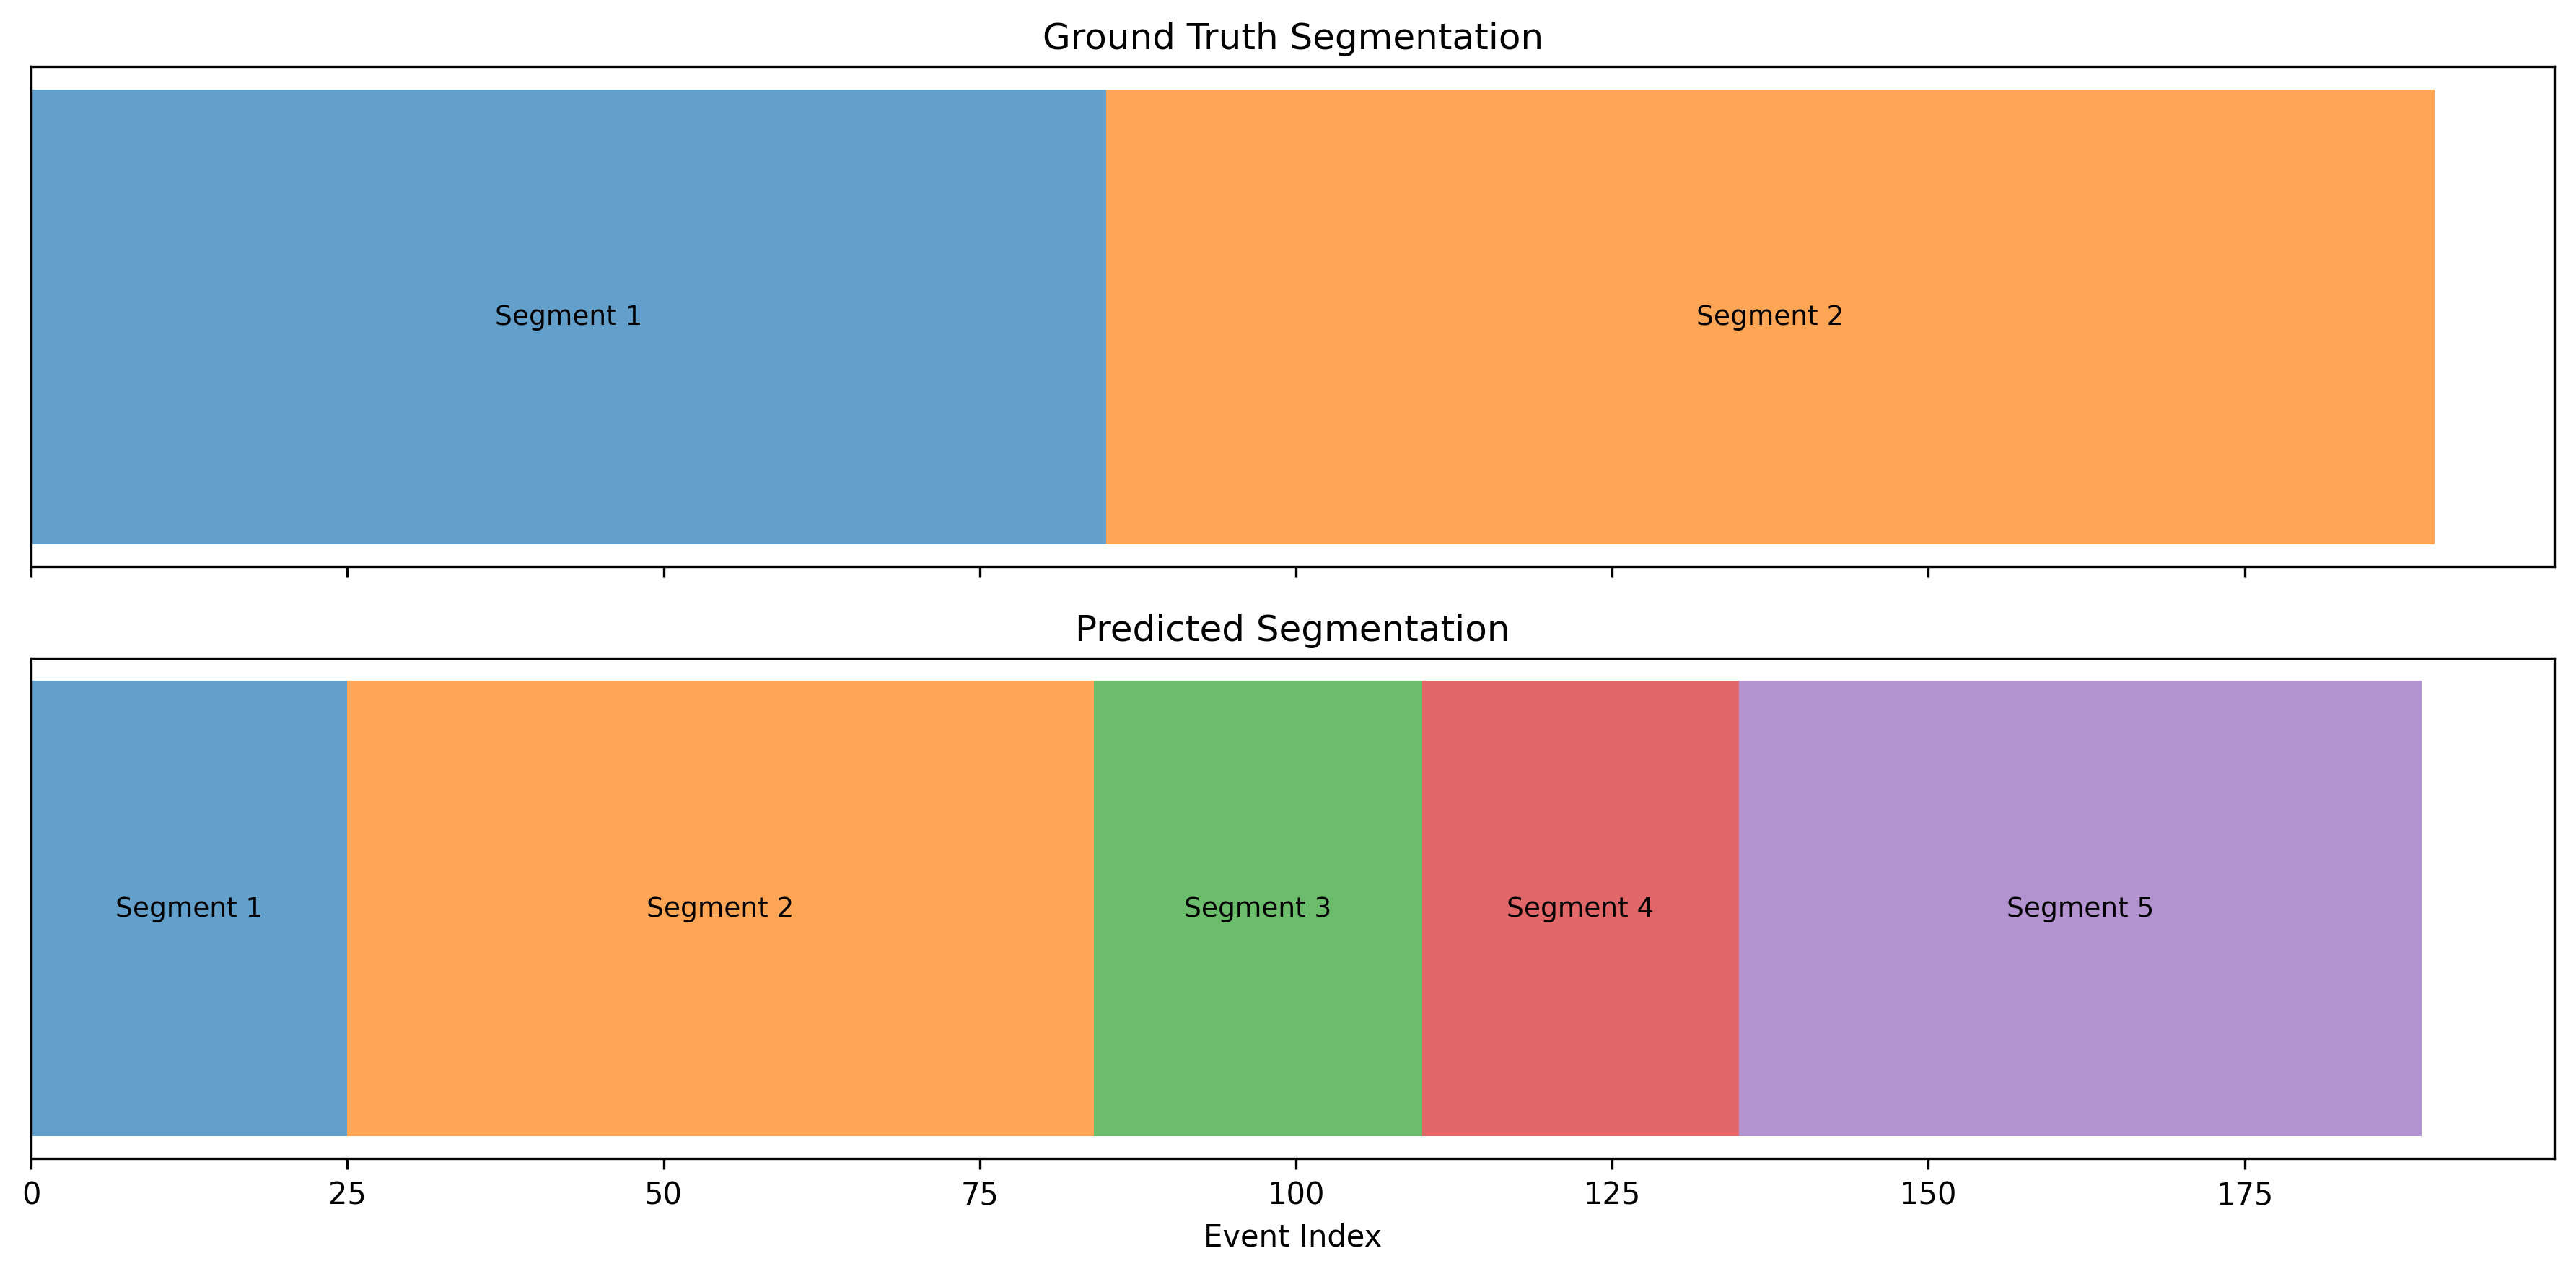 Ground Truth Segmentation
Segment 1 Segment 2
Predicted Segmentation
Segment 1 Segment 2 Segment 3 Segment 4 Segment 5
0 25 50 75 100 125 150 175
Event Index